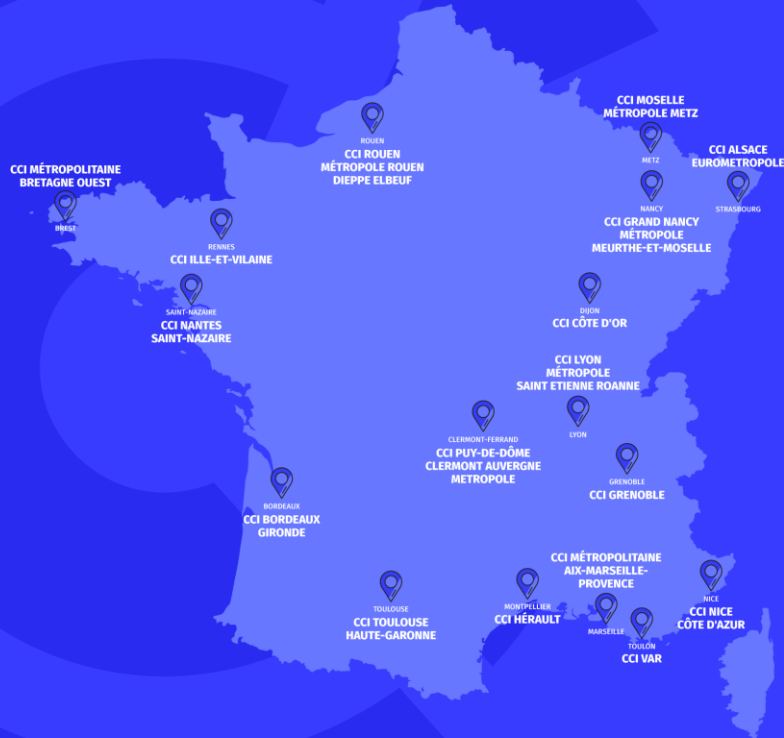 CCI MOSELLE
MÉTROPOLE METZ
METZ
ROUEN
CCI ROUEN
MÉTROPOLE ROUEN
DIEPPE ELBEUF
CCI ALSACE
EUROMETROPOLE
STRASBOURG
CCI MÉTROPOLITAINE
BRETAGNE OUEST
BREST
NANCY
CCI GRAND NANCY
MÉTROPOLE
MEURTHE-ET-MOSELLE
RENNES
CCI ILLE-ET-VILAINE
SAINT-NAZAIRE
CCI NANTES
SAINT-NAZAIRE
DIJON
CCI CÔTE D'OR
CCI LYON
MÉTROPOLE
SAINT ETIENNE ROANNE
LYON
CLERMONT-FERRAND
CCI PUY-DE-DÔME
CLERMONT AUVERGNE
METROPOLE
GRENOBLE
CCI GRENOBLE
BORDEAUX
CCI BORDEAUX
GIRONDE
CCI MÉTROPOLITAINE
AIX-MARSEILLE-
PROVENCE
MARSEILLE
TOULOUSE
CCI TOULOUSE
HAUTE-GARONNE
MONTPELLIER
CCI HÉRAULT
NICE
CCI NICE
CÔTE D'AZUR
TOULON
CCI VAR